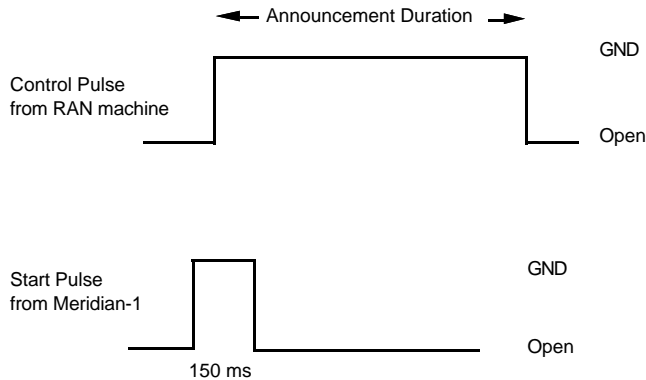 Announcement Duration
GND
Control Pulse
from RAN machine
Open
Start Pulse
from Meridian-1
GND
Open
150 ms